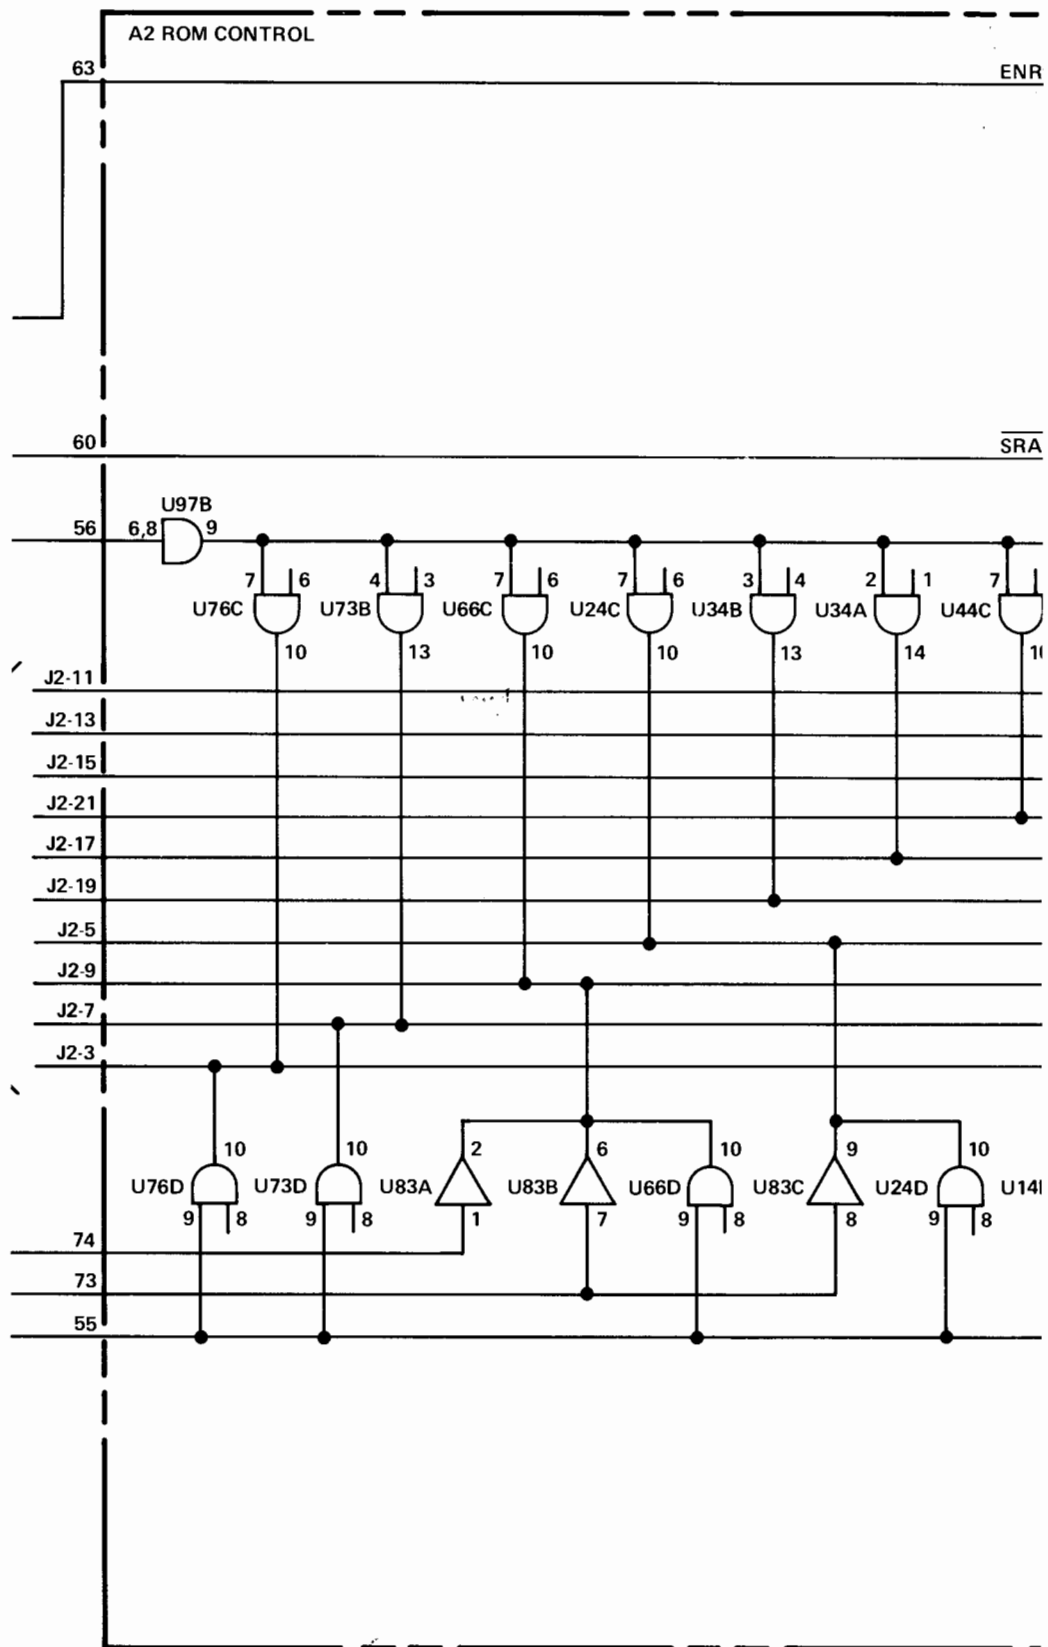 A2 ROM CONTROL
63
ENR
60
SRA
U97B
56
6,8
9
7
6
4
3
7
6
7
6
3
4
2
1
7
U76C
U73B
U66C
U24C
U34B
U34A
U44C
10
13
10
10
13
14
J2-11
J2-13
J2-15
J2-21
J2-17
J2-19
J2-5
J2-9
J2-7
J2-3
10
10
2
6
10
9
10
U76D
U73D
U83A
U83B
U66D
U83C
U24D
9
8
9
8
1
7
9
8
8
9
8
74
73
55